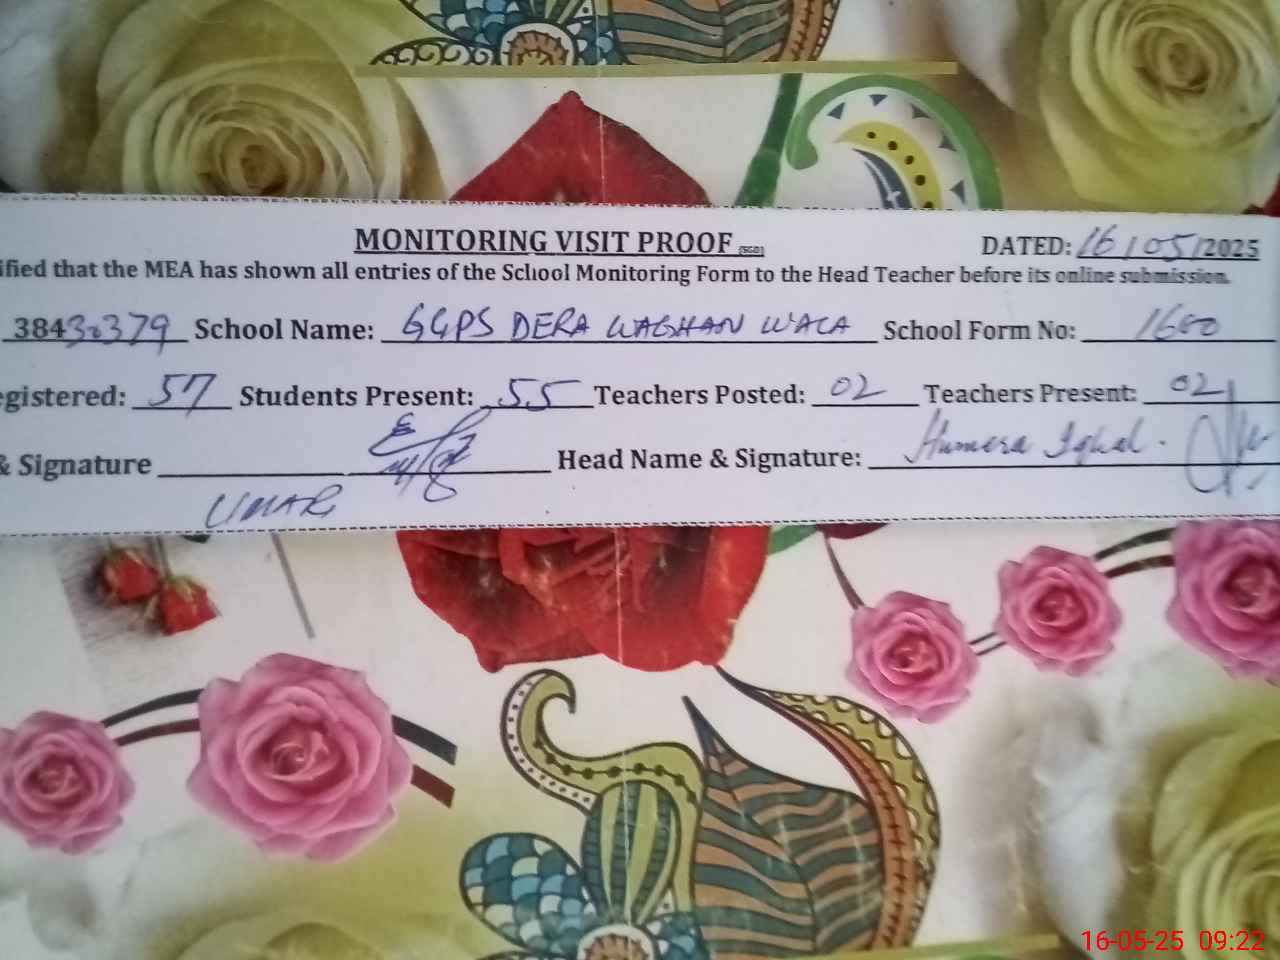 MONITORING VISIT PROOF (SGD) DATED: 16/05/2025
ified that the MEA has shown all entries of the School Monitoring Form to the Head Teacher before its online submission.
38430379 School Name: GGPS DERA WAGHAN WALA School Form No: 1600
gistered: 57 Students Present: 55 Teachers Posted: 02 Teachers Present: 02
& Signature Head Name & Signature: Humera Iqbal.
UMAR
16-05-25 09:22